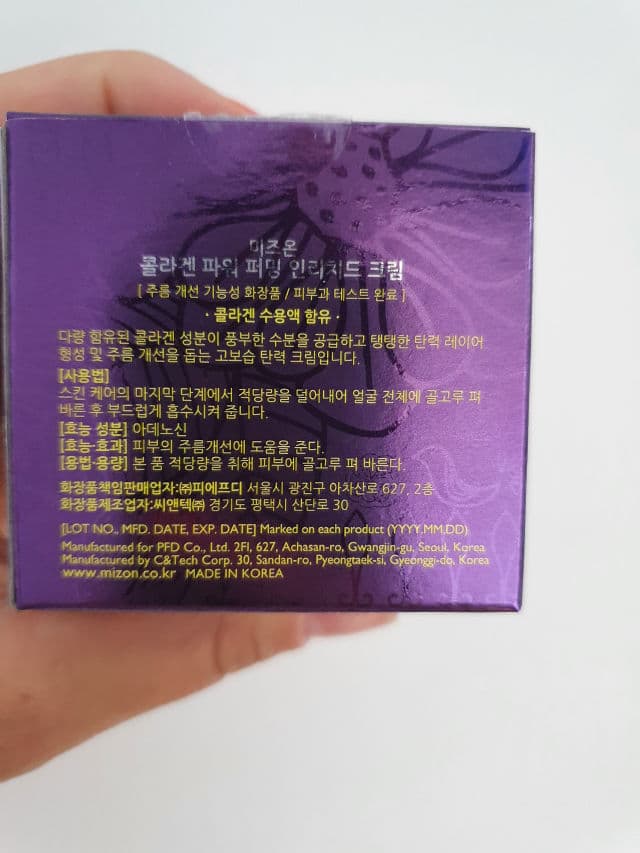 미즈온
콜라겐 파워 퍼밍 인리치드 크림
[ 주름 개선 기능성 화장품 / 피부과 테스트 완료 ]
· 콜라겐 수용액 함유 ·
다량 함유된 콜라겐 성분이 풍부한 수분을 공급하고 탱탱한 탄력 레이어
형성 및 주름 개선을 돕는 고보습 탄력 크림입니다.
[사용법]
스킨 케어의 마지막 단계에서 적당량을 덜어내어 얼굴 전체에 골고루 펴
바른 후 부드럽게 흡수시켜 줍니다.
[효능 성분] 아데노신
[효능·효과] 피부의 주름개선에 도움을 준다.
[용법·용량] 본 품 적당량을 취해 피부에 골고루 펴 바른다.
화장품책임판매업자:㈜피에프디 서울시 광진구 아차산로 627, 2층
화장품제조업자:씨앤텍㈜ 경기도 평택시 산단로 30
[LOT NO., MFD. DATE, EXP. DATE] Marked on each product (YYYY.MM.DD)
Manufactured for PFD Co., Ltd. 2Fl, 627, Achasan-ro, Gwangjin-gu, Seoul, Korea
Manufactured by C&Tech Corp. 30, Sandan-ro, Pyeongtaek-si, Gyeonggi-do, Korea
www.mizon.co.kr MADE IN KOREA